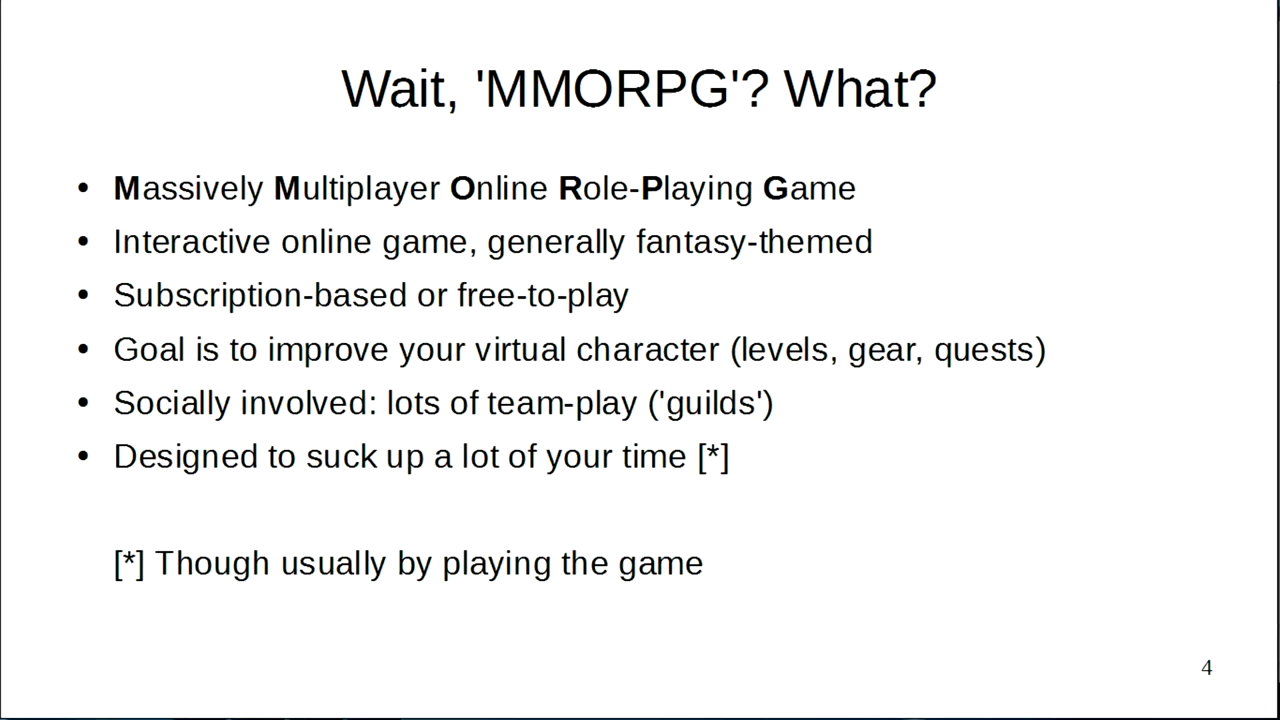 Wait, 'MMORPG'? What?
• Massively Multiplayer Online Role-Playing Game
• Interactive online game, generally fantasy-themed
• Subscription-based or free-to-play
• Goal is to improve your virtual character (levels, gear, quests)
• Socially involved: lots of team-play ('guilds')
• Designed to suck up a lot of your time [*]
[*] Though usually by playing the game
4